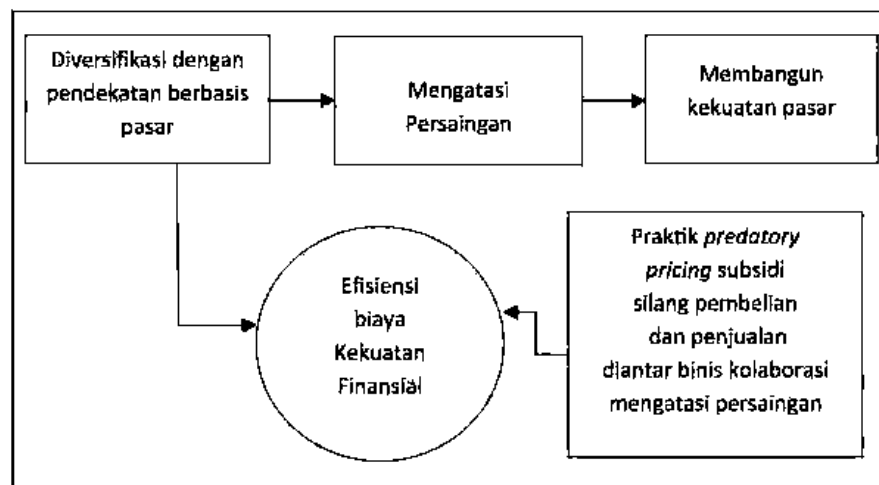 Diversifikasi dengan
pendekatan berbasis
pasar
Mengatasi
Persaingan
Membangun
kekuatan pasar
Efisiensi
biaya
Kekuatan
Finansial
Praktik predatory
pricing subsidi
silang pembelian
dan penjualan
diantar binis kolaborasi
mengatasi persaingan